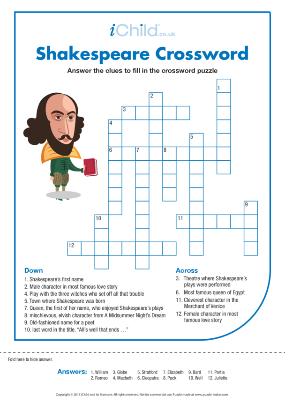 iChild.co.uk
Shakespeare Crossword
Answer the clues to fill in the crossword puzzle
1
2
3
4
5
6 7 8
9
10 11
12
Down
1. Shakespeare's first name
2. Male character in most famous love story
4. Play with the three witches who set off all that trouble
5. Town where Shakespeare was born
7. Queen, the first of her name, who enjoyed Shakespeare's plays
8. mischievous, elvish character from A Midsummer Night's Dream
9. Old-fashioned name for a poet
10. last word in the title, "All's well that ends ..."
Across
3. Theatre where Shakespeare's
plays were performed
6. Most famous queen of Egypt
11. Cleverest character in the
Merchant of Venice
12. Female character in most
famous love story
Fold here to hide answers.
Answers: 1. William 3. Globe 5. Stratford 7. Elizabeth 9. Bard 11. Portia
2. Romeo 4. Macbeth 6. Cleopatra 8. Puck 10. Well 12. Juliette